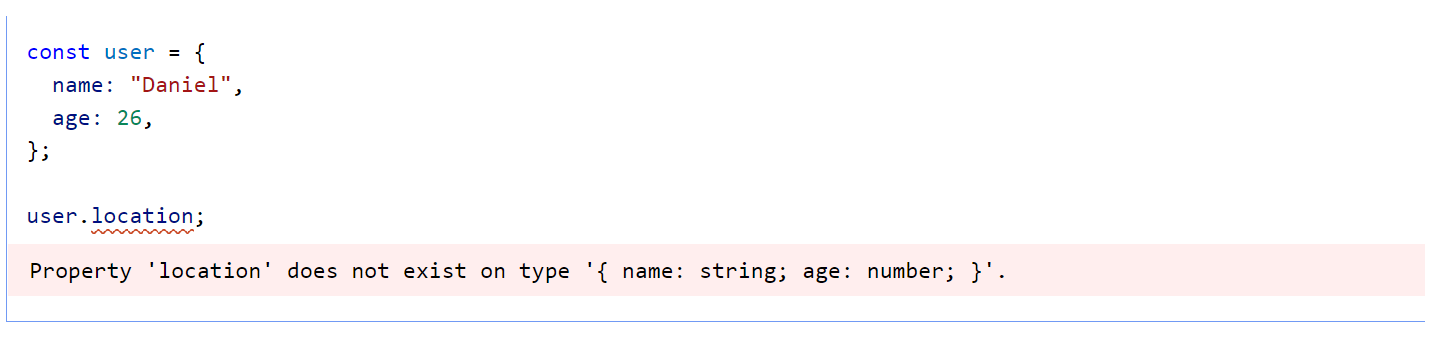 const user = {
  name: "Daniel",
  age: 26,
};
user.location;
Property 'location' does not exist on type '{ name: string; age: number; }'.